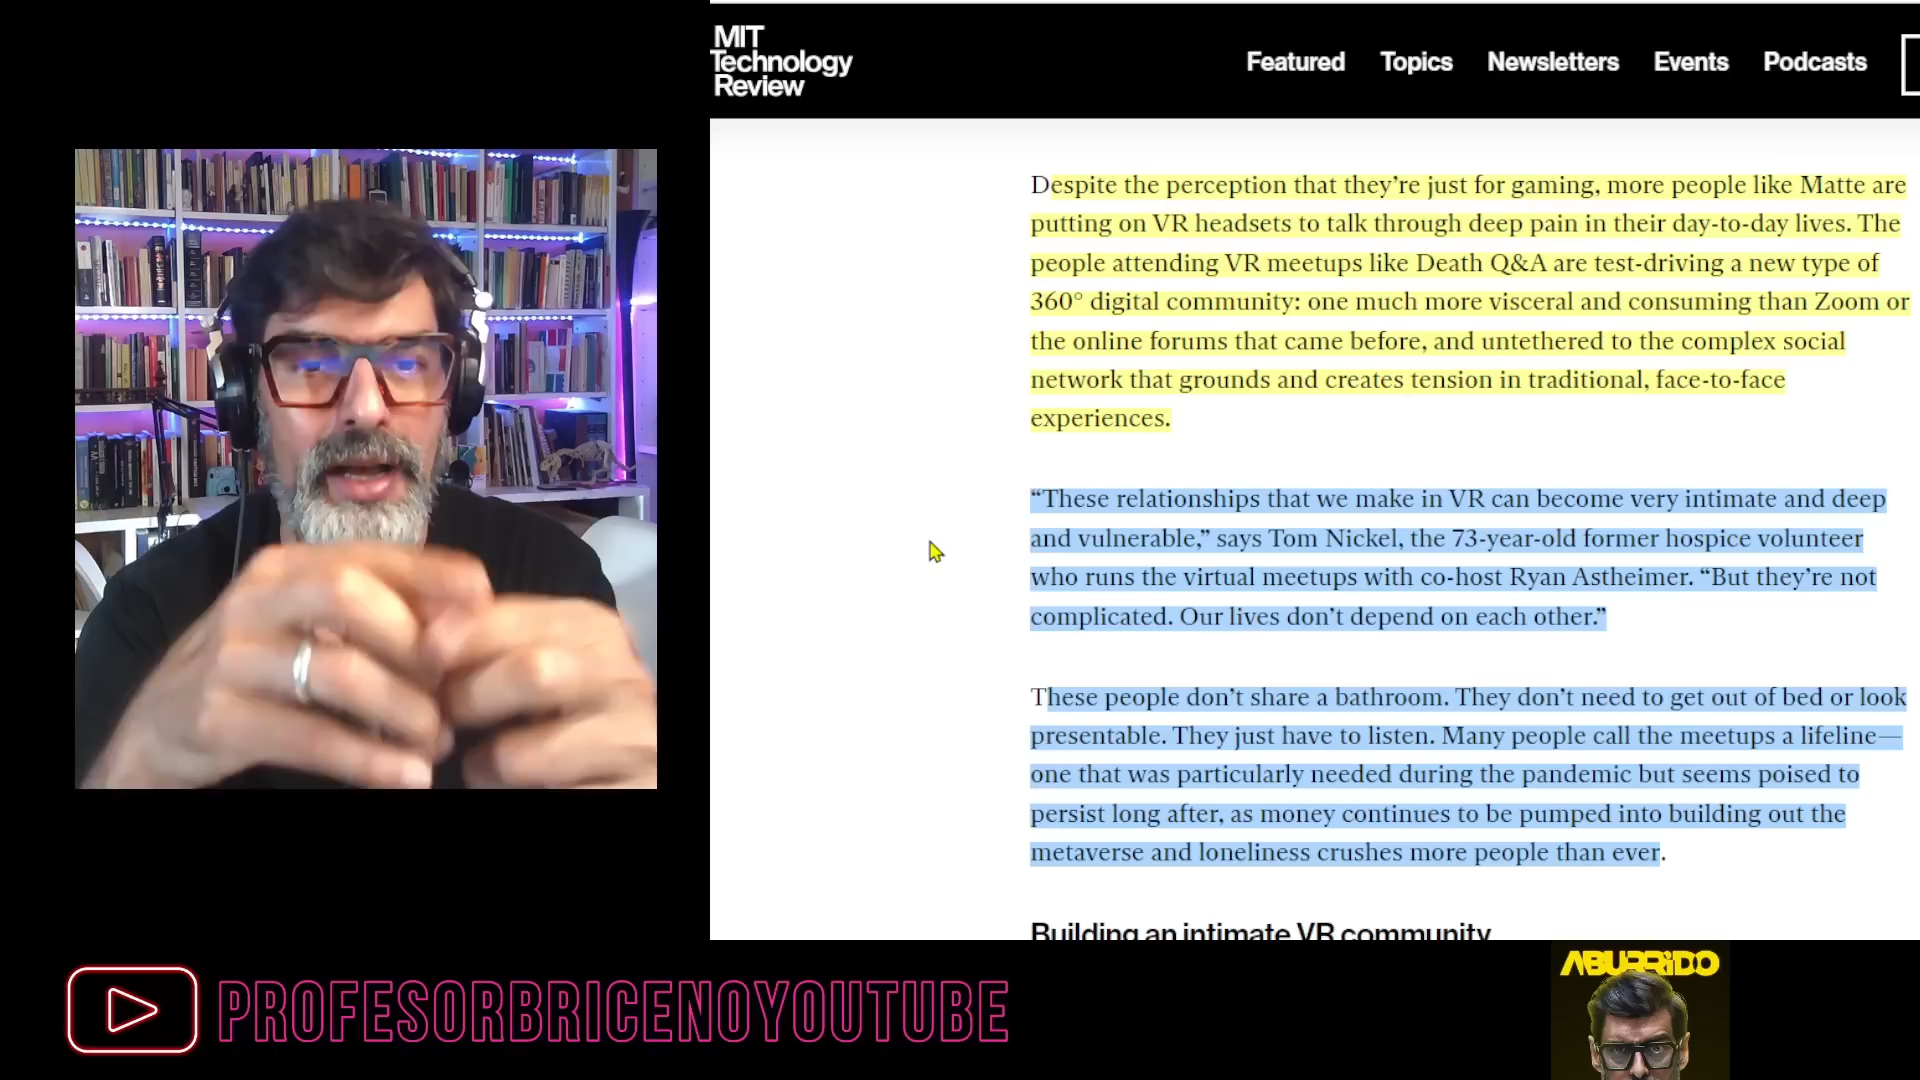 MIT
Technology
Review
Featured Topics Newsletters Events Podcasts
Despite the perception that they’re just for gaming, more people like Matte are
putting on VR headsets to talk through deep pain in their day-to-day lives. The
people attending VR meetups like Death Q&A are test-driving a new type of
360° digital community: one much more visceral and consuming than Zoom or
the online forums that came before, and untethered to the complex social
network that grounds and creates tension in traditional, face-to-face
experiences.
“These relationships that we make in VR can become very intimate and deep
and vulnerable,” says Tom Nickel, the 73-year-old former hospice volunteer
who runs the virtual meetups with co-host Ryan Astheimer. “But they’re not
complicated. Our lives don’t depend on each other.”
These people don’t share a bathroom. They don’t need to get out of bed or look
presentable. They just have to listen. Many people call the meetups a lifeline—
one that was particularly needed during the pandemic but seems poised to
persist long after, as money continues to be pumped into building out the
metaverse and loneliness crushes more people than ever.
Building an intimate VR community
PROFESORBRICENOYOUTUBE
ABURRIDO